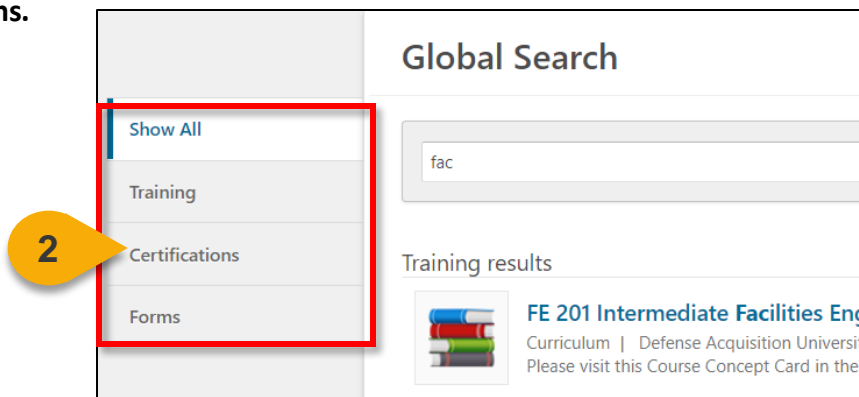 ns.
Global Search
Show All
fac
Training
2
Certifications
Training results
Forms
FE 201 Intermediate Facilities Eng
Curriculum | Defense Acquisition Universit
Please visit this Course Concept Card in the